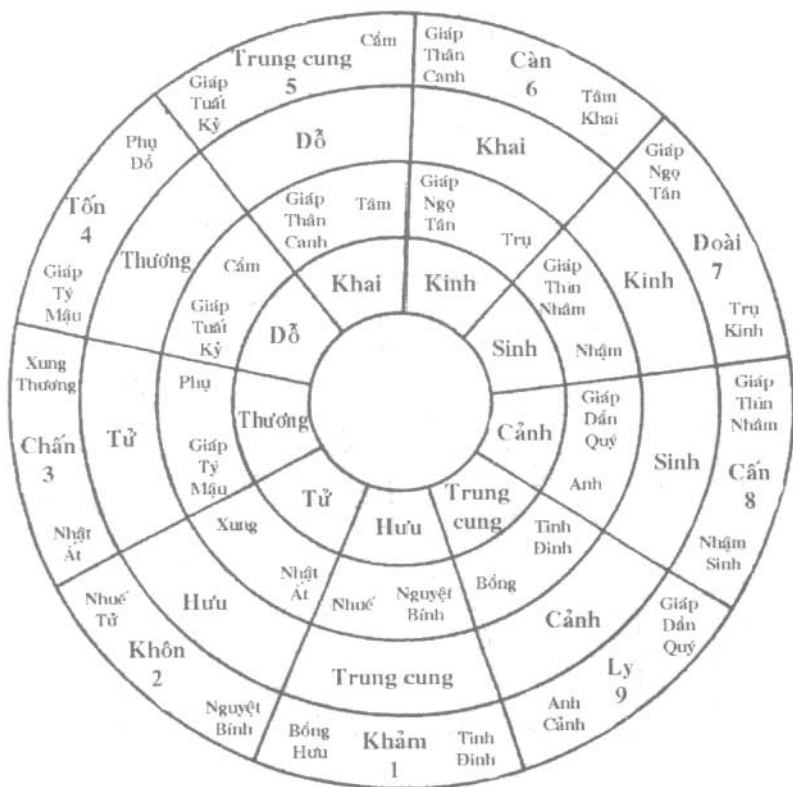 Trung cung
5
Cầm
Giáp
Tuất
Kỷ
Giáp
Thân
Canh
Càn
6
Tâm
Khai
Giáp
Ngọ
Tân
Đoài
7
Trụ
Kinh
Giáp
Thìn
Nhâm
Cấn
8
Nhậm
Sinh
Giáp
Dần
Quý
Ly
9
Anh
Cảnh
Tinh
Đinh
Khảm
1
Bồng
Hưu
Nguyệt
Bính
Khôn
2
Nhuế
Tử
Nhật
Ất
Chấn
3
Xung
Thương
Giáp
Tý
Mậu
Tốn
4
Phụ
Đỗ
Đỗ
Khai
Kinh
Sinh
Cảnh
Trung cung
Hưu
Tử
Thương
Giáp
Thân
Canh
Tâm
Giáp
Ngọ
Tân
Trụ
Giáp
Thìn
Nhâm
Nhậm
Giáp
Dần
Quý
Anh
Tinh
Đinh
Bồng
Nguyệt
Bính
Nhuế
Nhật
Ất
Xung
Giáp
Tý
Mậu
Phụ
Giáp
Tuất
Kỷ
Cầm
Khai
Kinh
Sinh
Cảnh
Trung
cung
Hưu
Tử
Thương
Đỗ